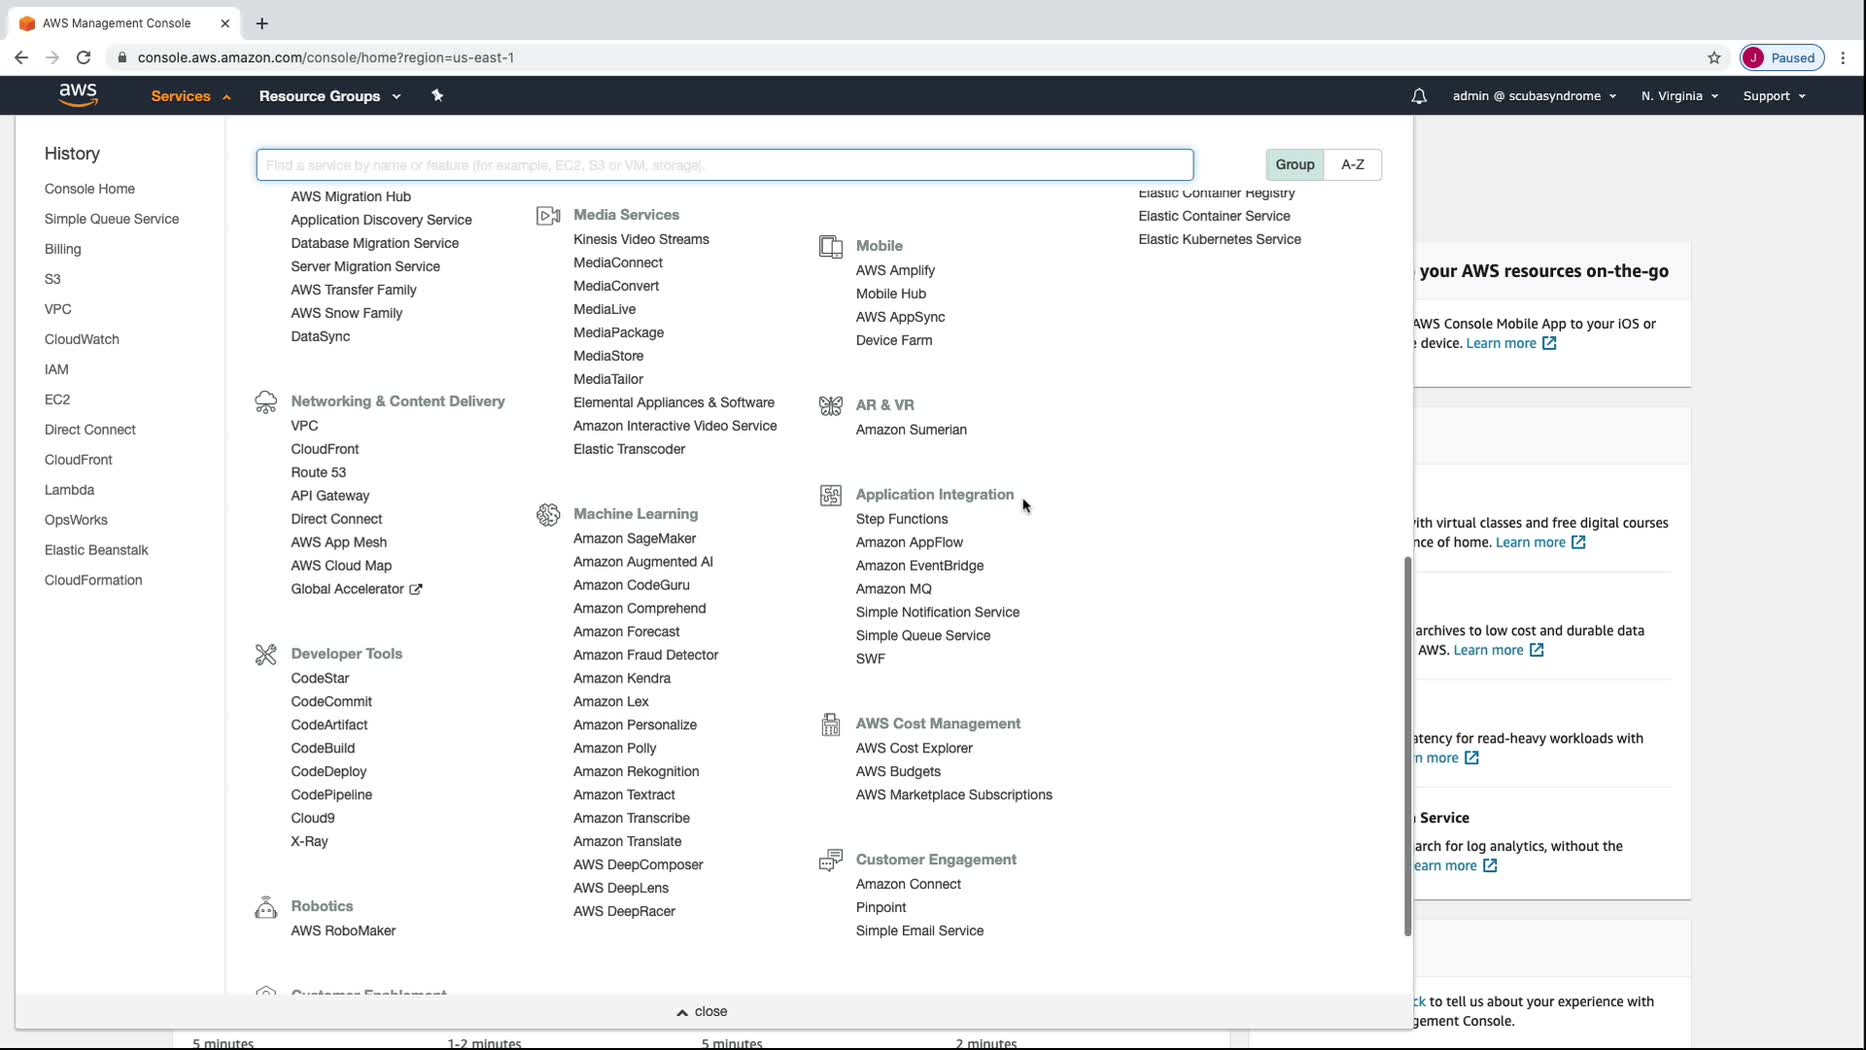 AWS Management Console
console.aws.amazon.com/console/home?region=us-east-1
J Paused
aws
Services
Resource Groups
admin @ scubasyndrome
N. Virginia
Support
History
Console Home
Simple Queue Service
Billing
S3
VPC
CloudWatch
IAM
EC2
Direct Connect
CloudFront
Lambda
OpsWorks
Elastic Beanstalk
CloudFormation
Find a service by name or feature (for example, EC2, S3 or VM, storage).
Group
A-Z
AWS Migration Hub
Application Discovery Service
Database Migration Service
Server Migration Service
AWS Transfer Family
AWS Snow Family
DataSync
Networking & Content Delivery
VPC
CloudFront
Route 53
API Gateway
Direct Connect
AWS App Mesh
AWS Cloud Map
Global Accelerator
Developer Tools
CodeStar
CodeCommit
CodeArtifact
CodeBuild
CodeDeploy
CodePipeline
Cloud9
X-Ray
Robotics
AWS RoboMaker
Customer Enablement
Media Services
Kinesis Video Streams
MediaConnect
MediaConvert
MediaLive
MediaPackage
MediaStore
MediaTailor
Elemental Appliances & Software
Amazon Interactive Video Service
Elastic Transcoder
Machine Learning
Amazon SageMaker
Amazon Augmented AI
Amazon CodeGuru
Amazon Comprehend
Amazon Forecast
Amazon Fraud Detector
Amazon Kendra
Amazon Lex
Amazon Personalize
Amazon Polly
Amazon Rekognition
Amazon Textract
Amazon Transcribe
Amazon Translate
AWS DeepComposer
AWS DeepLens
AWS DeepRacer
Mobile
AWS Amplify
Mobile Hub
AWS AppSync
Device Farm
AR & VR
Amazon Sumerian
Application Integration
Step Functions
Amazon AppFlow
Amazon EventBridge
Amazon MQ
Simple Notification Service
Simple Queue Service
SWF
AWS Cost Management
AWS Cost Explorer
AWS Budgets
AWS Marketplace Subscriptions
Customer Engagement
Amazon Connect
Pinpoint
Simple Email Service
Elastic Container Registry
Elastic Container Service
Elastic Kubernetes Service
close
your AWS resources on-the-go
AWS Console Mobile App to your iOS or
device. Learn more
with virtual classes and free digital courses
of home. Learn more
archives to low cost and durable data
AWS. Learn more
for read-heavy workloads with
more
Service
for log analytics, without the
more
to tell us about your experience with
Console.
5 minutes
1-2 minutes
5 minutes
2 minutes